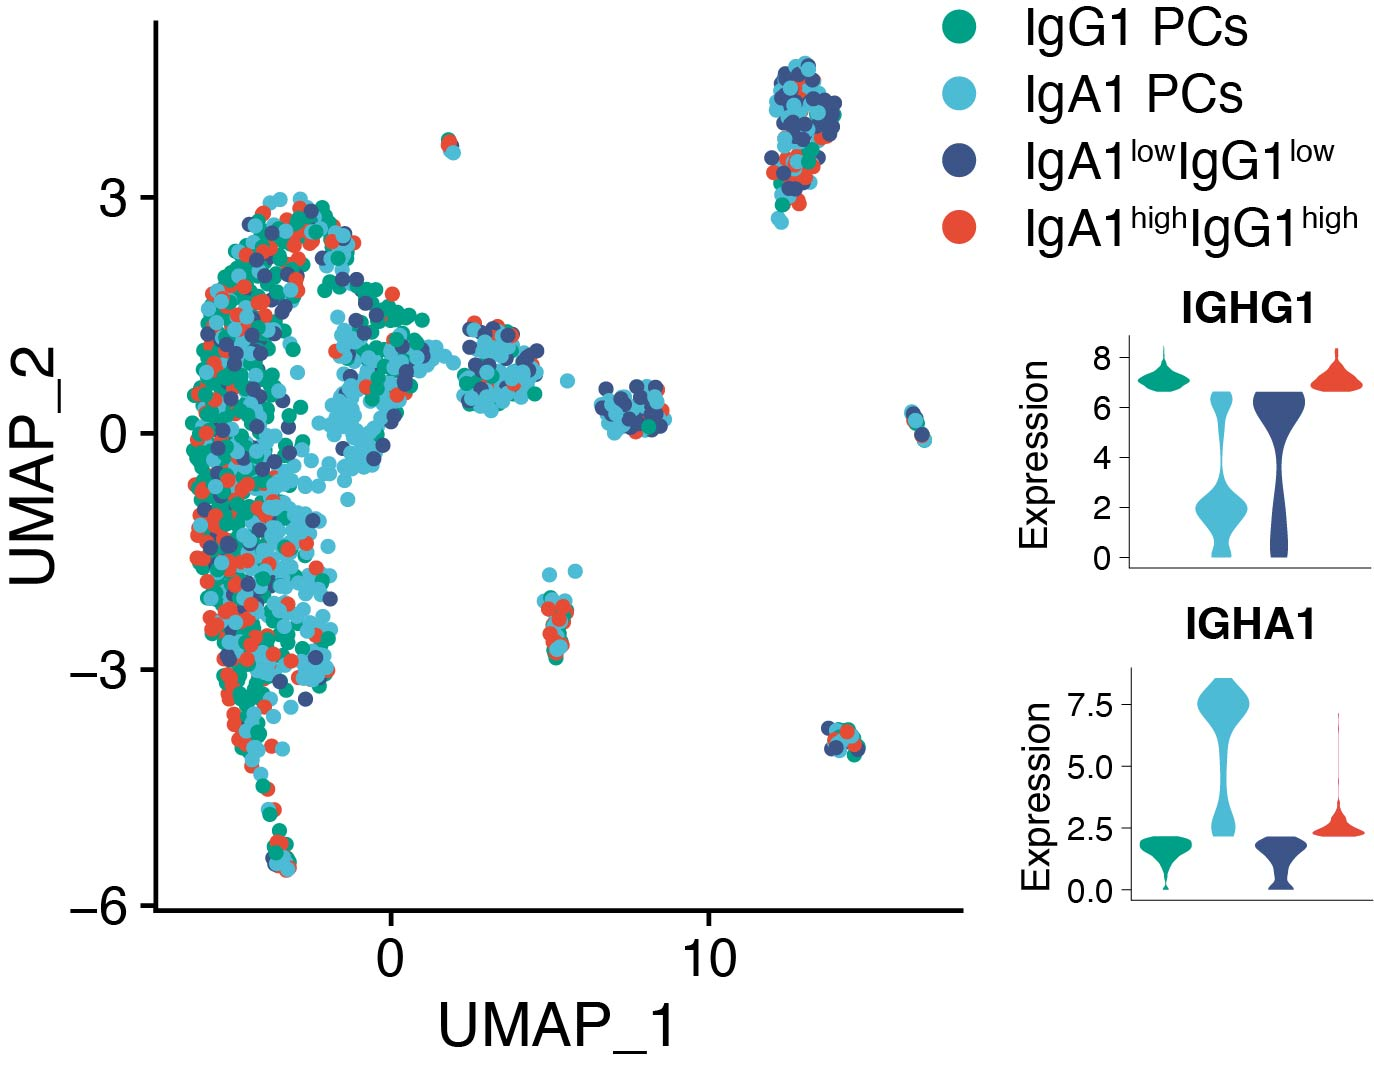 IgG1 PCs
IgA1 PCs
IgA1lowIgG1low
IgA1highIgG1high
3
0
−3
−6
UMAP_2
0 10
UMAP_1
IGHG1
8
6
4
2
0
Expression
IGHA1
7.5
5.0
2.5
0.0
Expression